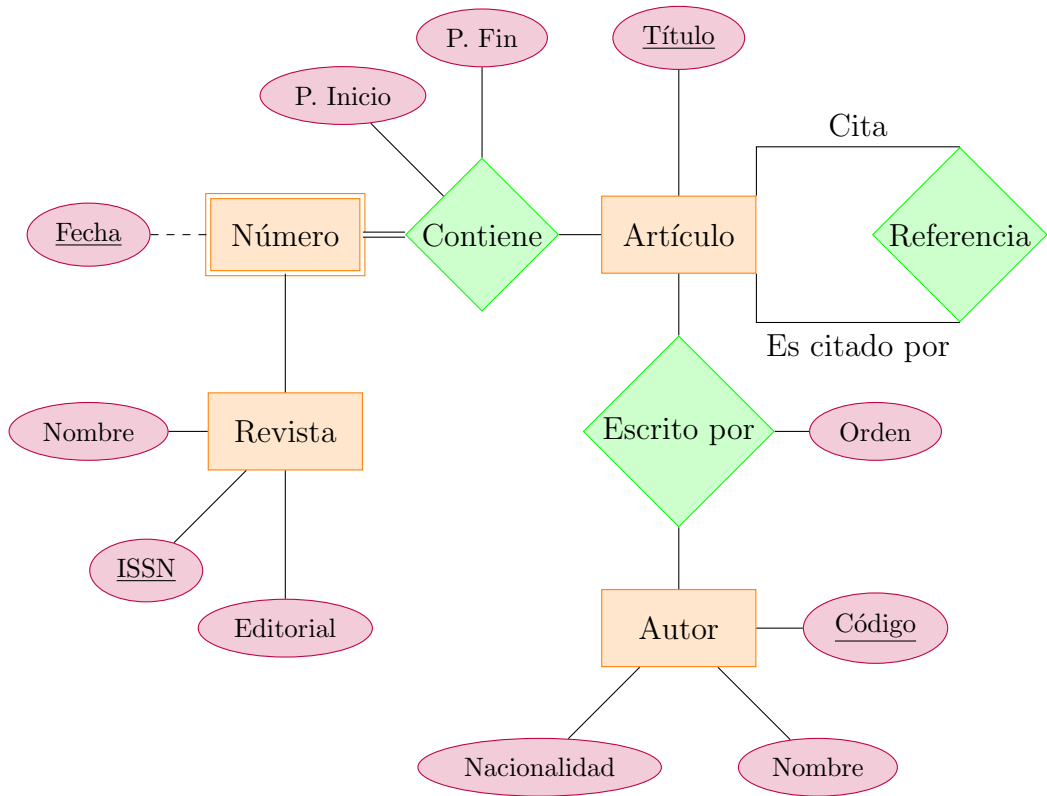 P. Fin
Título
P. Inicio
Cita
Fecha
Número
Contiene
Artículo
Referencia
Es citado por
Nombre
Revista
Escrito por
Orden
ISSN
Editorial
Autor
Código
Nacionalidad
Nombre